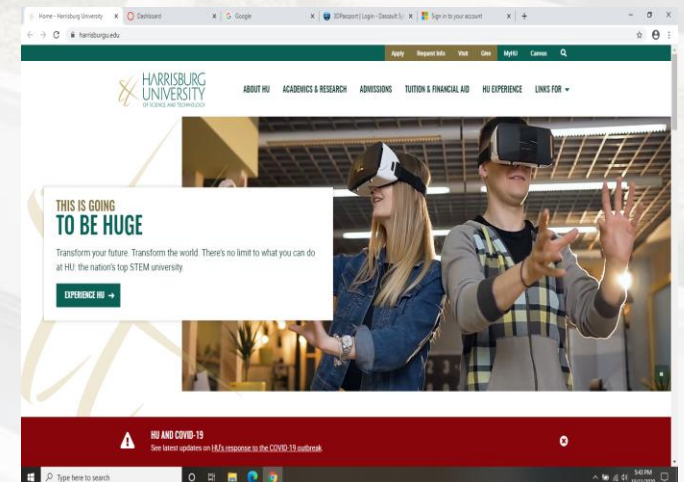 Home - Harrisburg University
Dashboard
Google
3DPassport | Login - Dassault Sy
Sign in to your account
harrisburgu.edu
Apply Request Info Visit Give MyHU Canvas
HARRISBURG
UNIVERSITY
OF SCIENCE AND TECHNOLOGY
ABOUT HU ACADEMICS & RESEARCH ADMISSIONS TUITION & FINANCIAL AID HU EXPERIENCE LINKS FOR
THIS IS GOING
TO BE HUGE
Transform your future. Transform the world. There's no limit to what you can do
at HU: the nation's top STEM university.
EXPERIENCE HU →
HU AND COVID-19
See latest updates on HU's response to the COVID-19 outbreak
Type here to search
5:43 PM